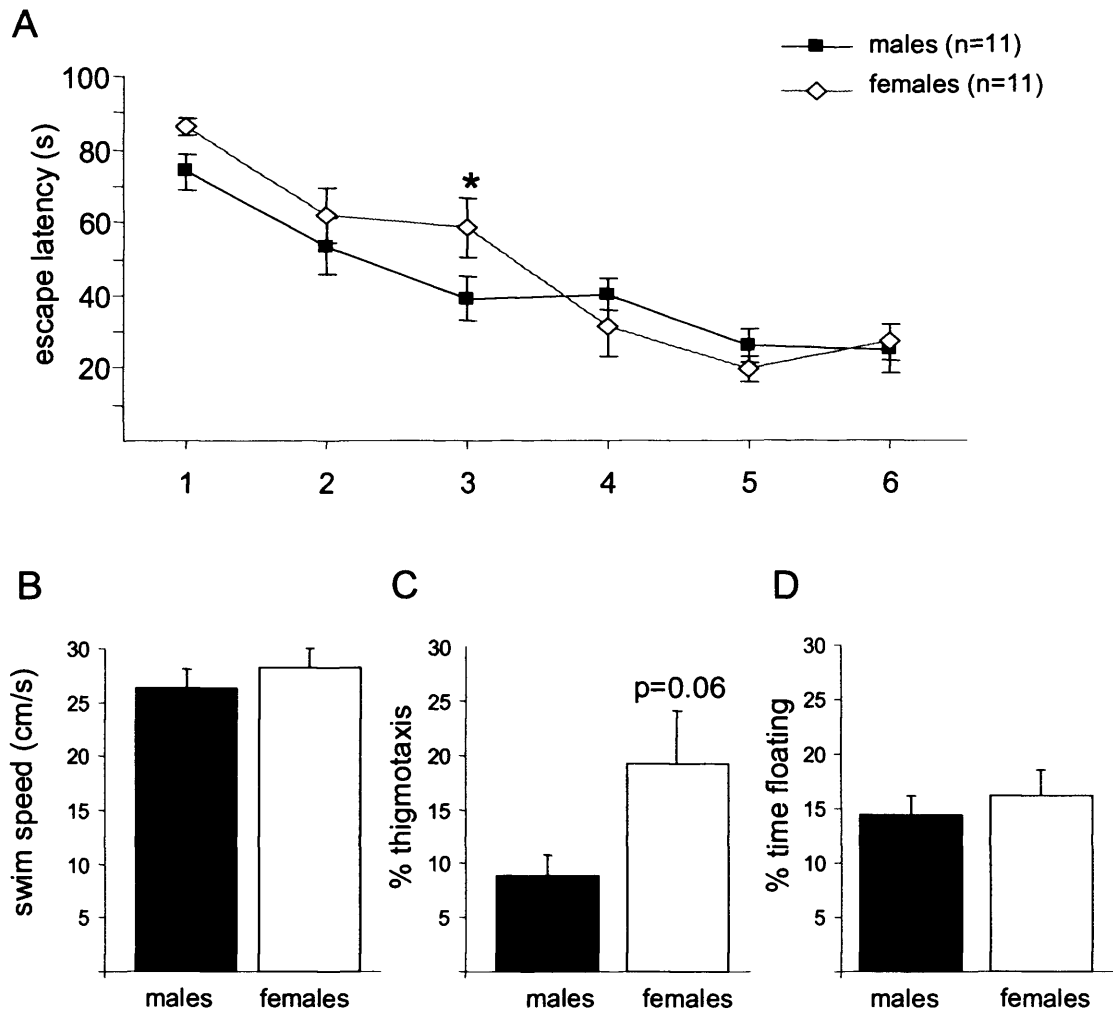 A
males (n=11)
females (n=11)
escape latency (s)
100
80
60
40
20
*
1 2 3 4 5 6
B
swim speed (cm/s)
30
25
20
15
10
5
males females
C
% thigmotaxis
30
25
20
15
10
5
p=0.06
males females
D
% time floating
30
25
20
15
10
5
males females